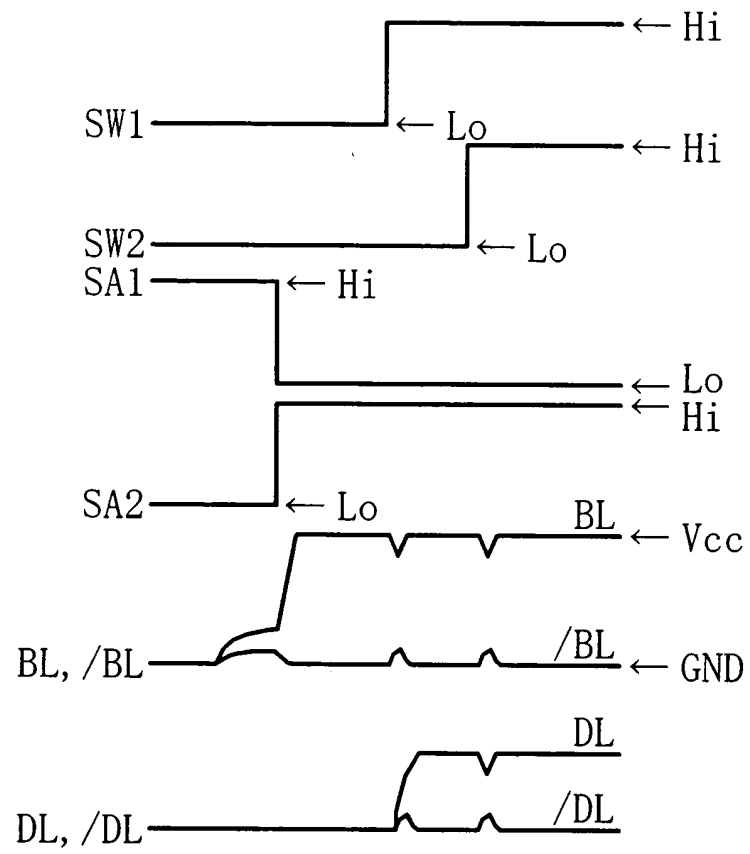 ← Hi
SW1 ← Lo
← Hi
SW2 ← Lo
SA1 ← Hi
← Lo
← Hi
SA2 ← Lo
BL ← Vcc
BL, /BL /BL ← GND
DL
DL, /DL /DL